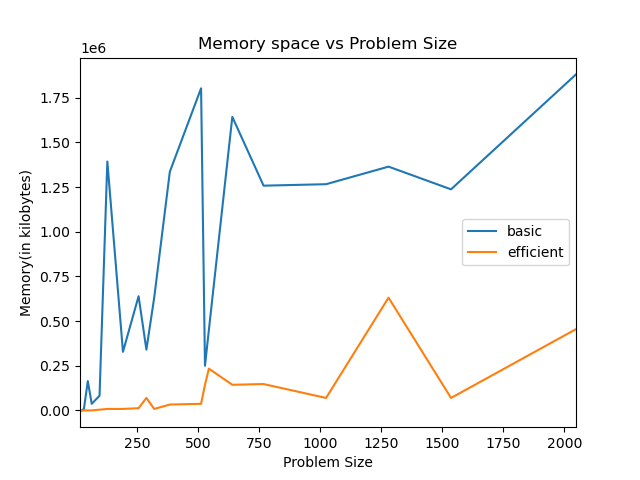 Memory space vs Problem Size
1e6
Memory(in kilobytes)
1.75
1.50
1.25
1.00
0.75
0.50
0.25
0.00
basic
efficient
250 500 750 1000 1250 1500 1750 2000
Problem Size